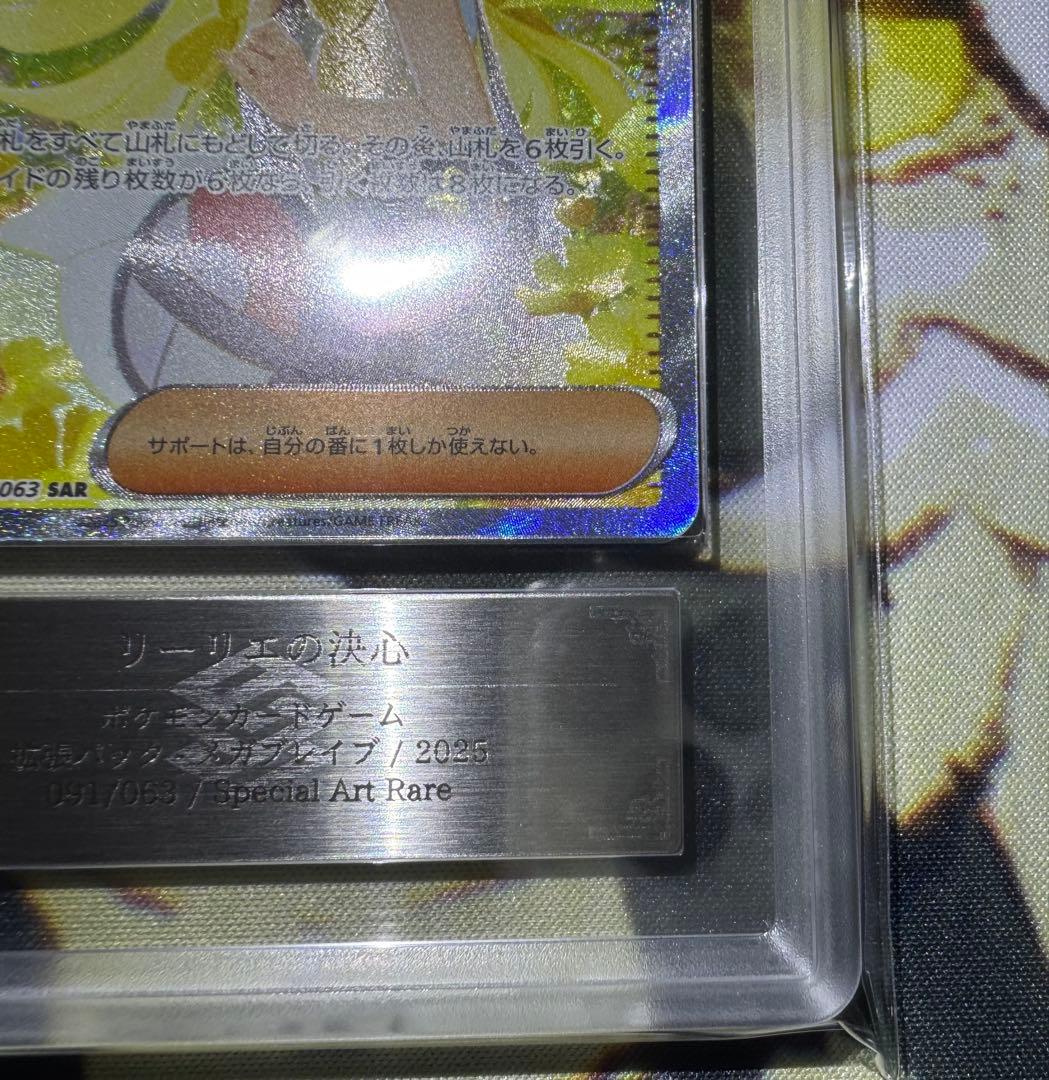 札をすべて山札にもどして切る。その後、山札を6枚引く。
イドの残り枚数が6枚なら、引く枚数は8枚になる。
サポートは、自分の番に1枚しか使えない。
063 SAR
GAME FREAK
リーリエの決心
ポケモンカードゲーム
拡張パック メガブレイブ / 2025
091/063 / Special Art Rare